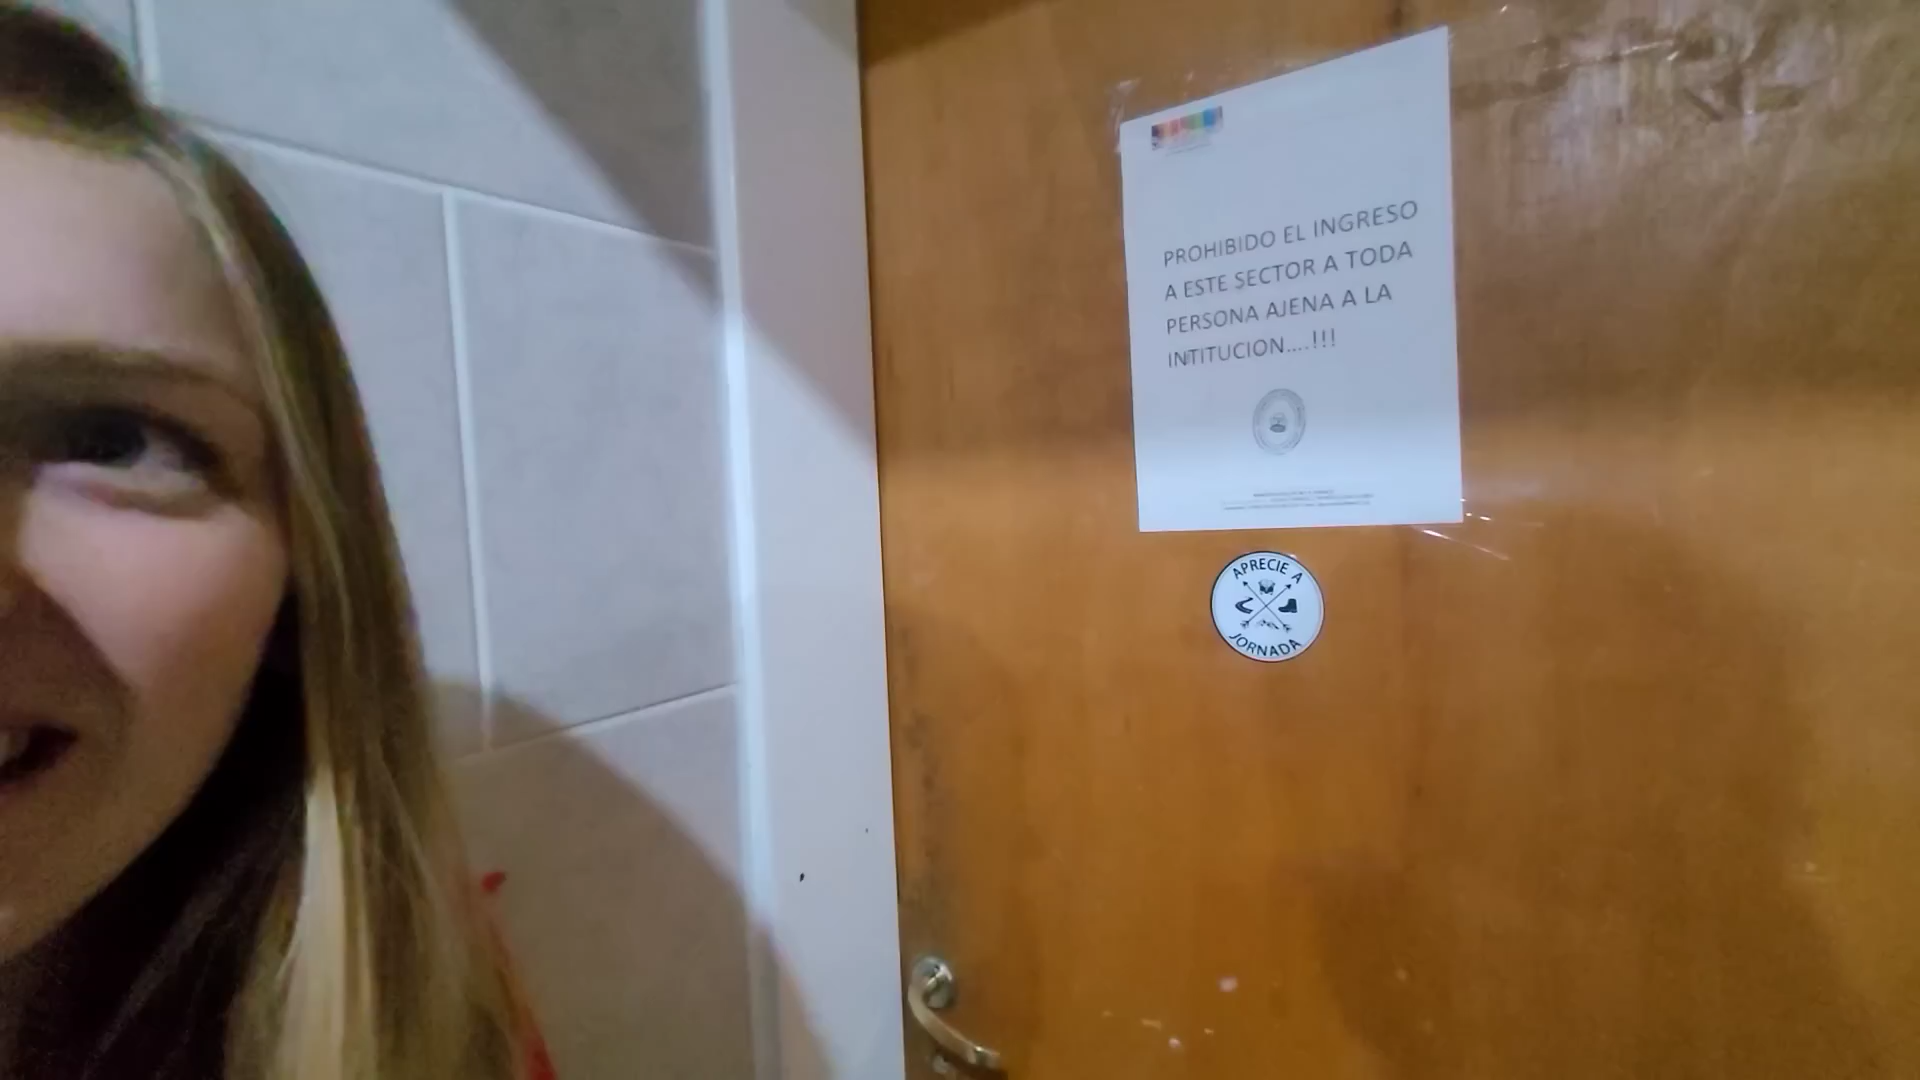 PROHIBIDO EL INGRESO
A ESTE SECTOR A TODA
PERSONA AJENA A LA
INTITUCION....!!!
APRECIE A
JORNADA